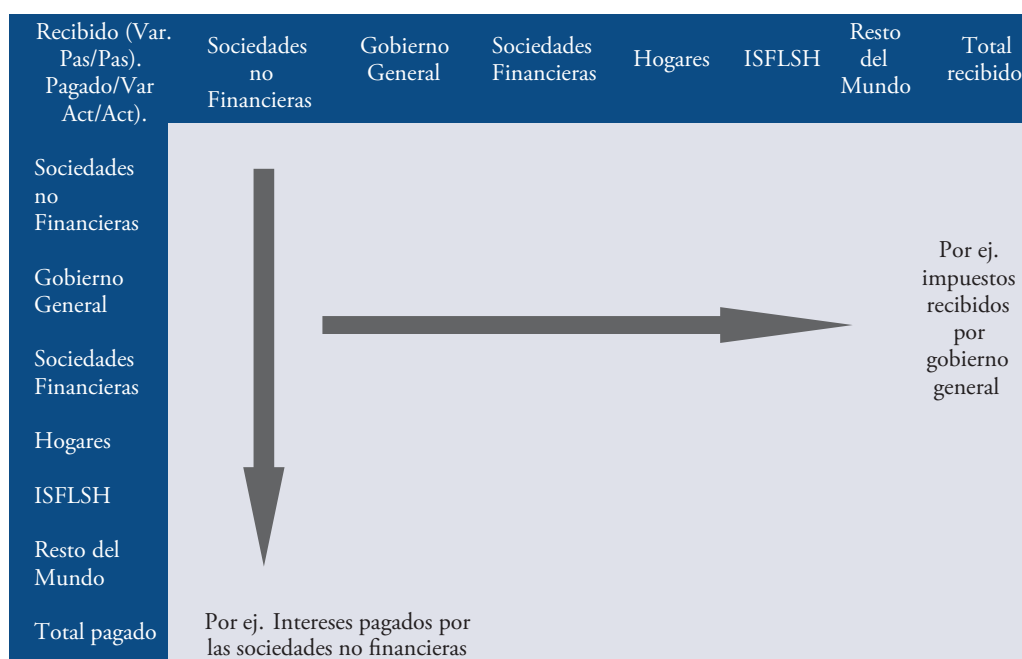 Recibido (Var.
Pas/Pas).
Pagado/Var
Act/Act).
Sociedades
no
Financieras
Gobierno
General
Sociedades
Financieras
Hogares
ISFLSH
Resto
del
Mundo
Total
recibido
Sociedades
no
Financieras
Gobierno
General
Sociedades
Financieras
Hogares
ISFLSH
Resto del
Mundo
Total pagado
Por ej.
impuestos
recibidos
por
gobierno
general
Por ej. Intereses pagados por
las sociedades no financieras